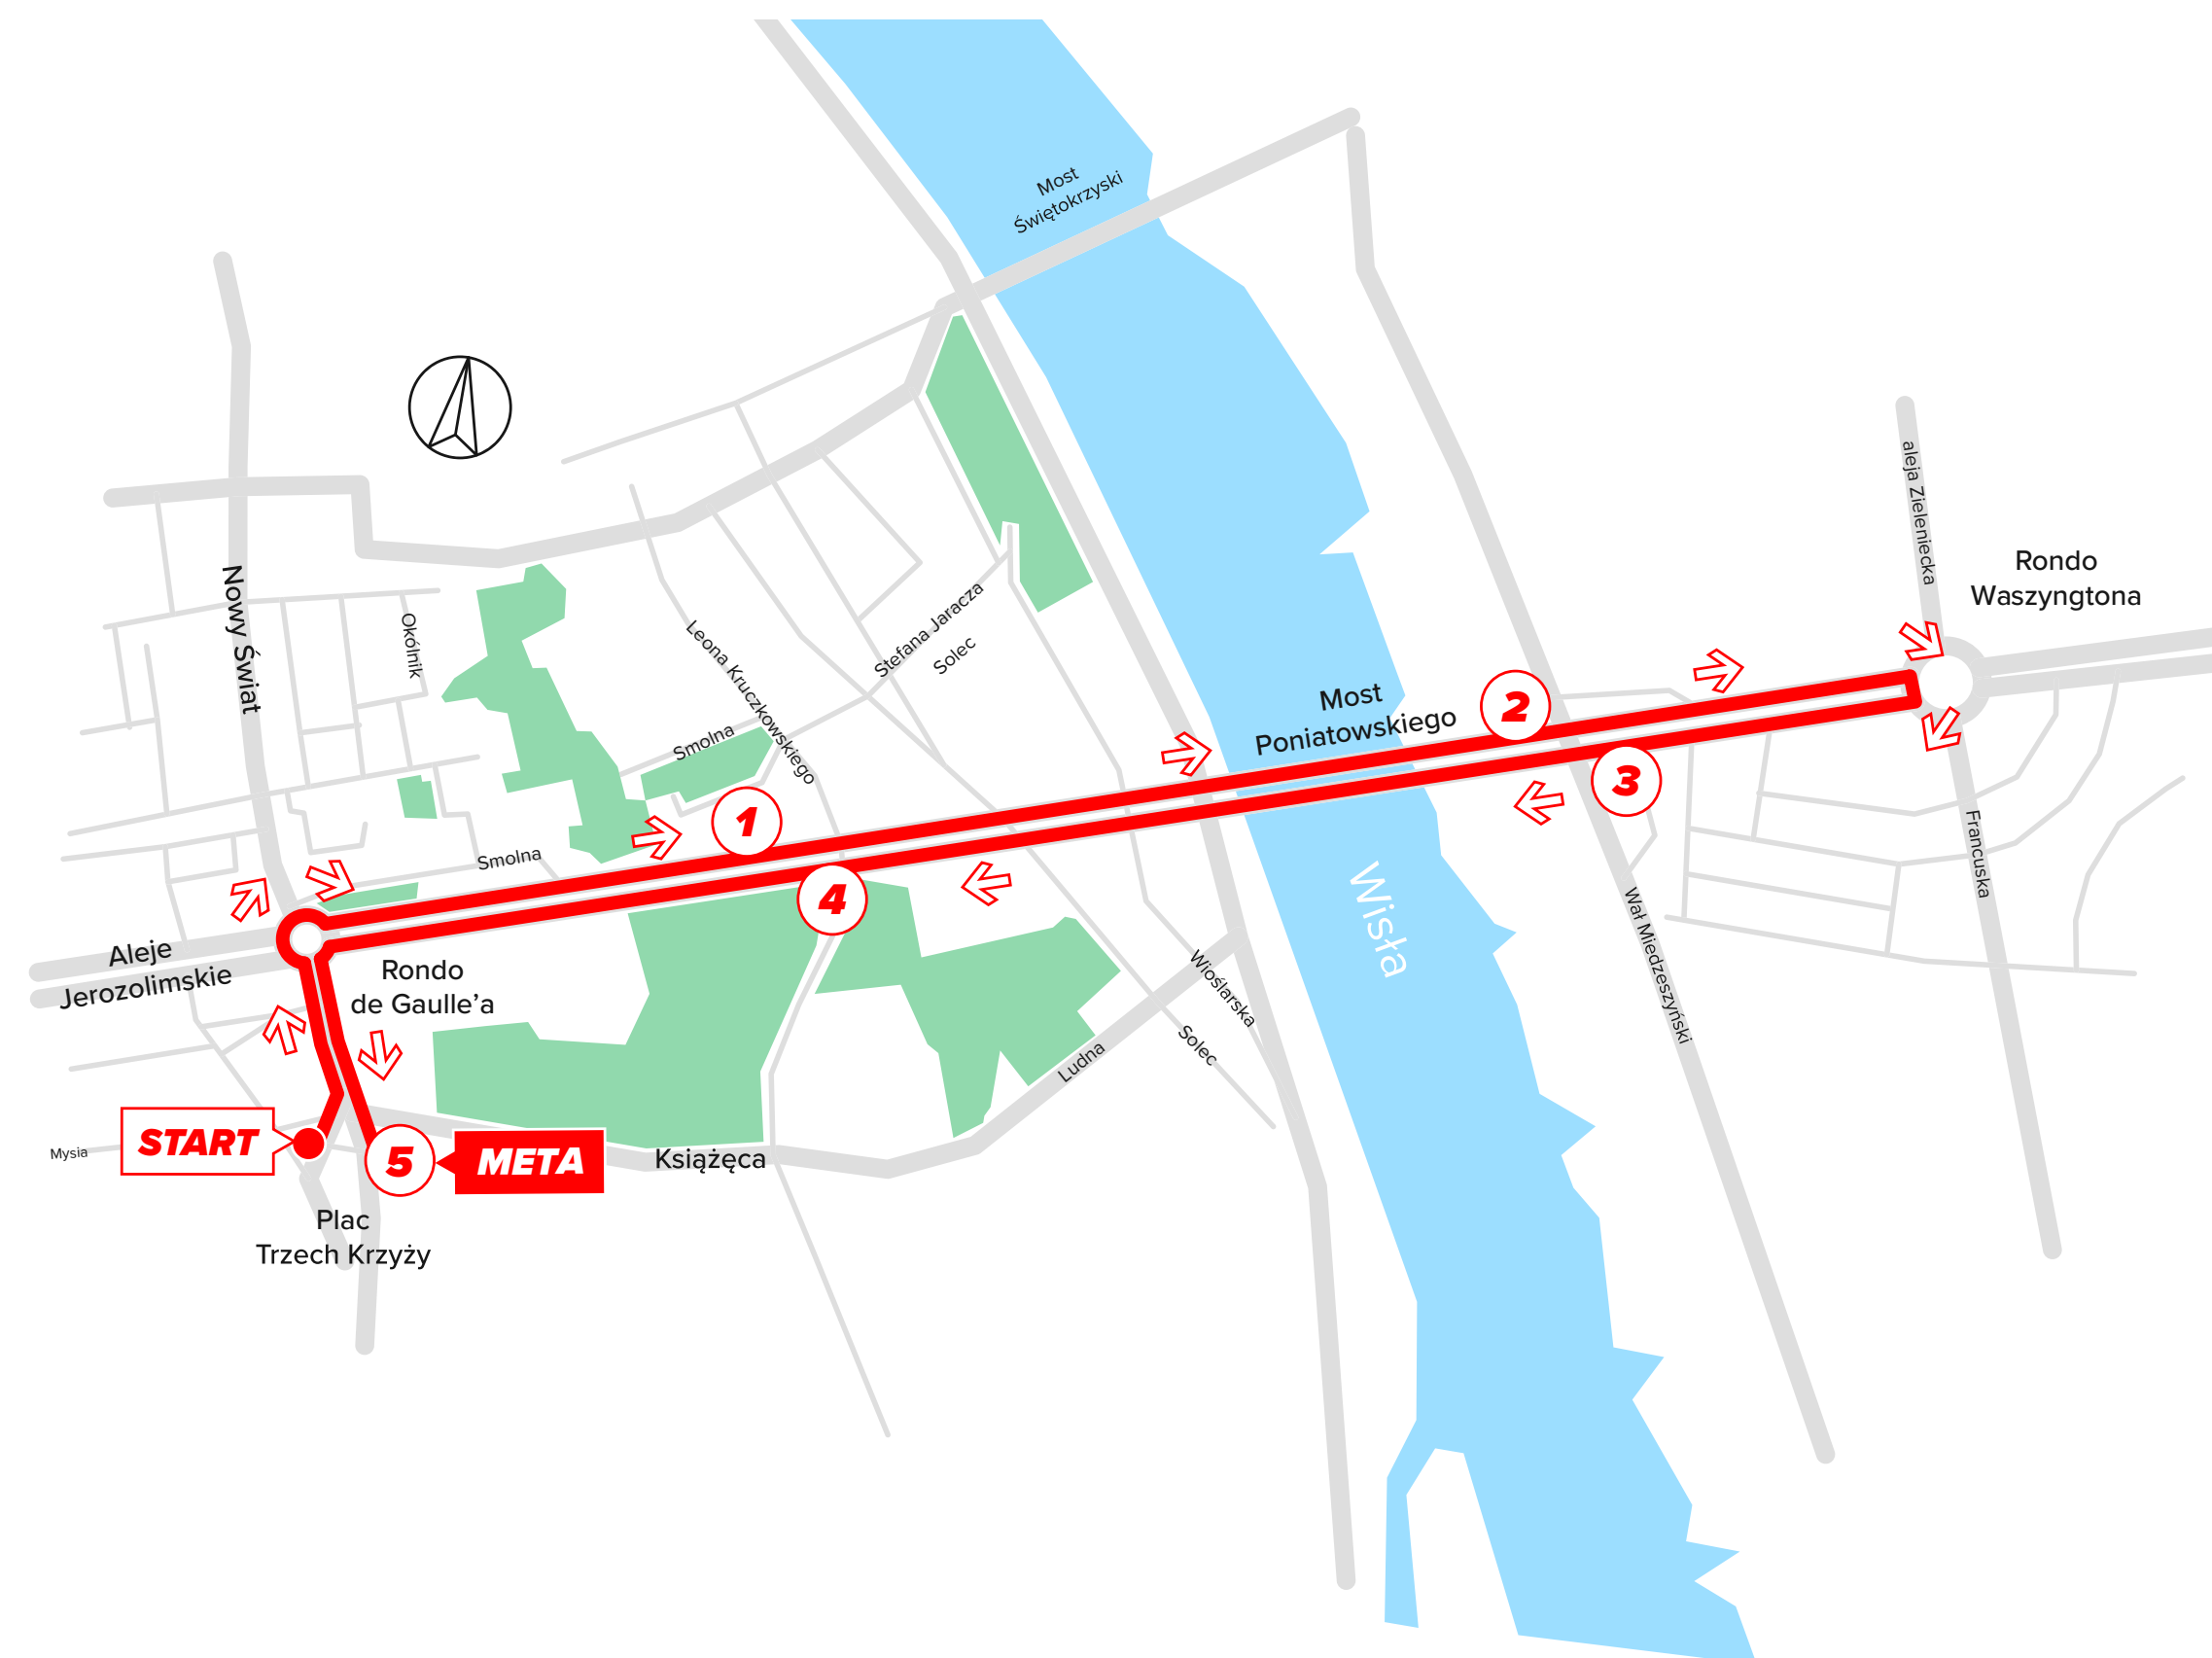 Most
Świętokrzyski
aleja Zieleniecka
Rondo
Waszyngtona
Nowy Świat
Okólnik
Leona Kruczkowskiego
Stefana Jaracza
Solec
Smolna
Most
Poniatowskiego
2
3
1
4
Smolna
Francuska
Wisła
Wał Miedzeszyński
Aleje
Jerozolimskie
Rondo
de Gaulle’a
Wioślarska
Solec
Ludna
START
Mysia
5
META
Książęca
Plac
Trzech Krzyży